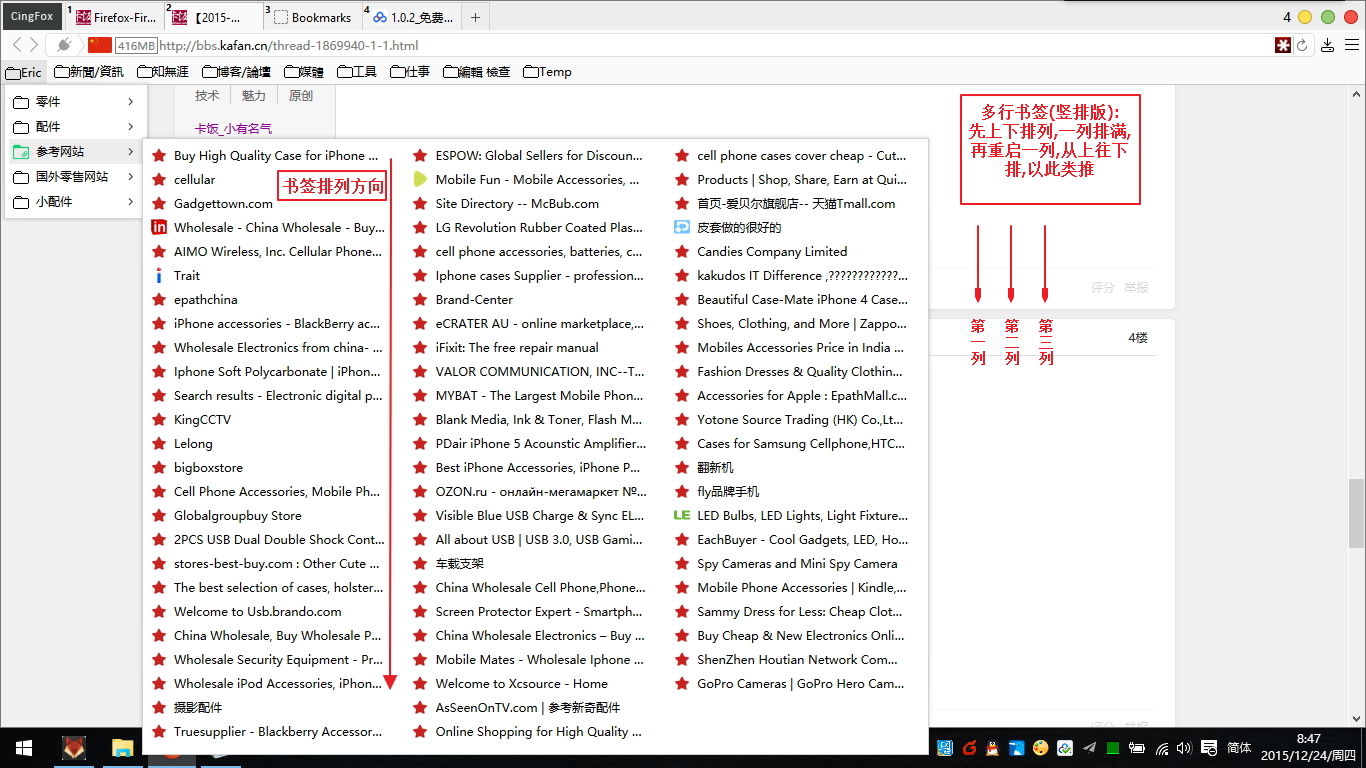 CingFox
1 Firefox-Fir...
2 【2015-...
3 Bookmarks
4 1.0.2_免费...
4
416MB http://bbs.kafan.cn/thread-1869940-1-1.html
Eric 新聞/資訊 知無涯 博客/論壇 媒體 工具 仕事 編輯 檢查 Temp
零件
配件
参考网站
国外零售网站
小配件
技术 魅力 原创
卡饭_小有名气
Buy High Quality Case for iPhone ...
cellular
Gadgettown.com
Wholesale - China Wholesale - Buy...
AIMO Wireless, Inc. Cellular Phone...
Trait
epathchina
iPhone accessories - BlackBerry ac...
Wholesale Electronics from china- ...
Iphone Soft Polycarbonate | iPhon...
Search results - Electronic digital p...
KingCCTV
Lelong
bigboxstore
Cell Phone Accessories, Mobile Ph...
Globalgroupbuy Store
2PCS USB Dual Double Shock Cont...
stores-best-buy.com : Other Cute ...
The best selection of cases, holster...
Welcome to Usb.brando.com
China Wholesale, Buy Wholesale P...
Wholesale Security Equipment - Pr...
Wholesale iPod Accessories, iPhon...
摄影配件
Truesupplier - Blackberry Accessor...
书签排列方向
ESPOW: Global Sellers for Discoun...
Mobile Fun - Mobile Accessories, ...
Site Directory -- McBub.com
LG Revolution Rubber Coated Plas...
cell phone accessories, batteries, c...
Iphone cases Supplier - profession...
Brand-Center
eCRATER AU - online marketplace,...
iFixit: The free repair manual
VALOR COMMUNICATION, INC--T...
MYBAT - The Largest Mobile Phon...
Blank Media, Ink & Toner, Flash M...
PDair iPhone 5 Acounstic Amplifier...
Best iPhone Accessories, iPhone P...
OZON.ru - онлайн-мегамаркет №...
Visible Blue USB Charge & Sync EL...
All about USB | USB 3.0, USB Gami...
车载支架
China Wholesale Cell Phone,Phone...
Screen Protector Expert - Smartph...
China Wholesale Electronics – Buy ...
Mobile Mates - Wholesale Iphone ...
Welcome to Xcsource - Home
AsSeenOnTV.com | 参考新奇配件
Online Shopping for High Quality ...
cell phone cases cover cheap - Cut...
Products | Shop, Share, Earn at Qui...
首页-爱贝尔旗舰店-- 天猫Tmall.com
皮套做的很好的
Candies Company Limited
kakudos IT Difference ,????????????...
Beautiful Case-Mate iPhone 4 Case...
Shoes, Clothing, and More | Zappo...
Mobiles Accessories Price in India ...
Fashion Dresses & Quality Clothin...
Accessories for Apple : EpathMall.c...
Yotone Source Trading (HK) Co.,Lt...
Cases for Samsung Cellphone,HTC...
翻新机
fly品牌手机
LED Bulbs, LED Lights, Light Fixture...
EachBuyer - Cool Gadgets, LED, Ho...
Spy Cameras and Mini Spy Camera
Mobile Phone Accessories | Kindle,...
Sammy Dress for Less: Cheap Clot...
Buy Cheap & New Electronics Onli...
ShenZhen Houtian Network Com...
GoPro Cameras | GoPro Hero Cam...
多行书签(竖排版):
先上下排列,一列排满,
再重启一列,从上往下
排,以此类推
评分 举报
第一列
第二列
第三列
4楼
评分 举报
简体
8:47
2015/12/24/周四